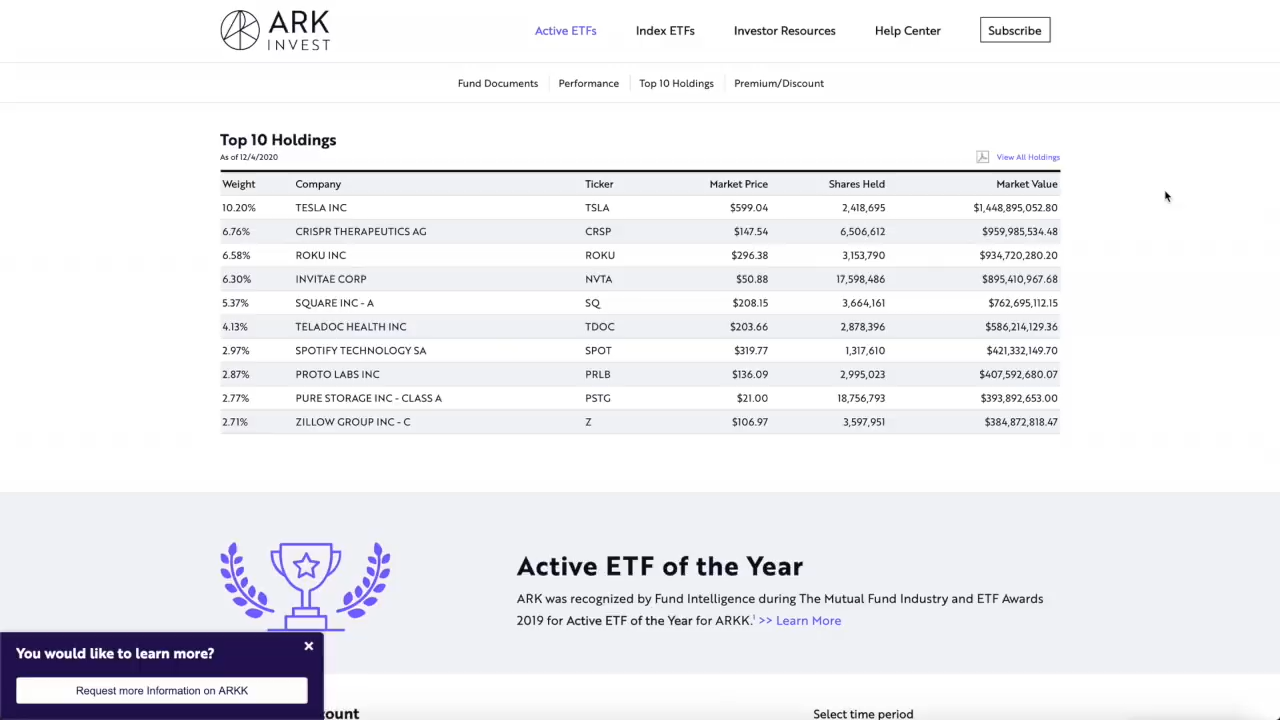 ARK
INVEST
Active ETFs Index ETFs Investor Resources Help Center Subscribe
Fund Documents Performance Top 10 Holdings Premium/Discount
Top 10 Holdings
As of 12/4/2020 View All Holdings
Weight Company Ticker Market Price Shares Held Market Value
10.20% TESLA INC TSLA $599.04 2,418,695 $1,448,895,052.80
6.76% CRISPR THERAPEUTICS AG CRSP $147.54 6,506,612 $959,985,534.48
6.58% ROKU INC ROKU $296.38 3,153,790 $934,720,280.20
6.30% INVITAE CORP NVTA $50.88 17,598,486 $895,410,967.68
5.37% SQUARE INC - A SQ $208.15 3,664,161 $762,695,112.15
4.13% TELADOC HEALTH INC TDOC $203.66 2,878,396 $586,214,129.36
2.97% SPOTIFY TECHNOLOGY SA SPOT $319.77 1,317,610 $421,332,149.70
2.87% PROTO LABS INC PRLB $136.09 2,995,023 $407,592,680.07
2.77% PURE STORAGE INC - CLASS A PSTG $21.00 18,756,793 $393,892,653.00
2.71% ZILLOW GROUP INC - C Z $106.97 3,597,951 $384,872,818.47
Active ETF of the Year
ARK was recognized by Fund Intelligence during The Mutual Fund Industry and ETF Awards
2019 for Active ETF of the Year for ARKK.¹ >> Learn More
You would like to learn more? ×
Request more Information on ARKK
ount Select time period